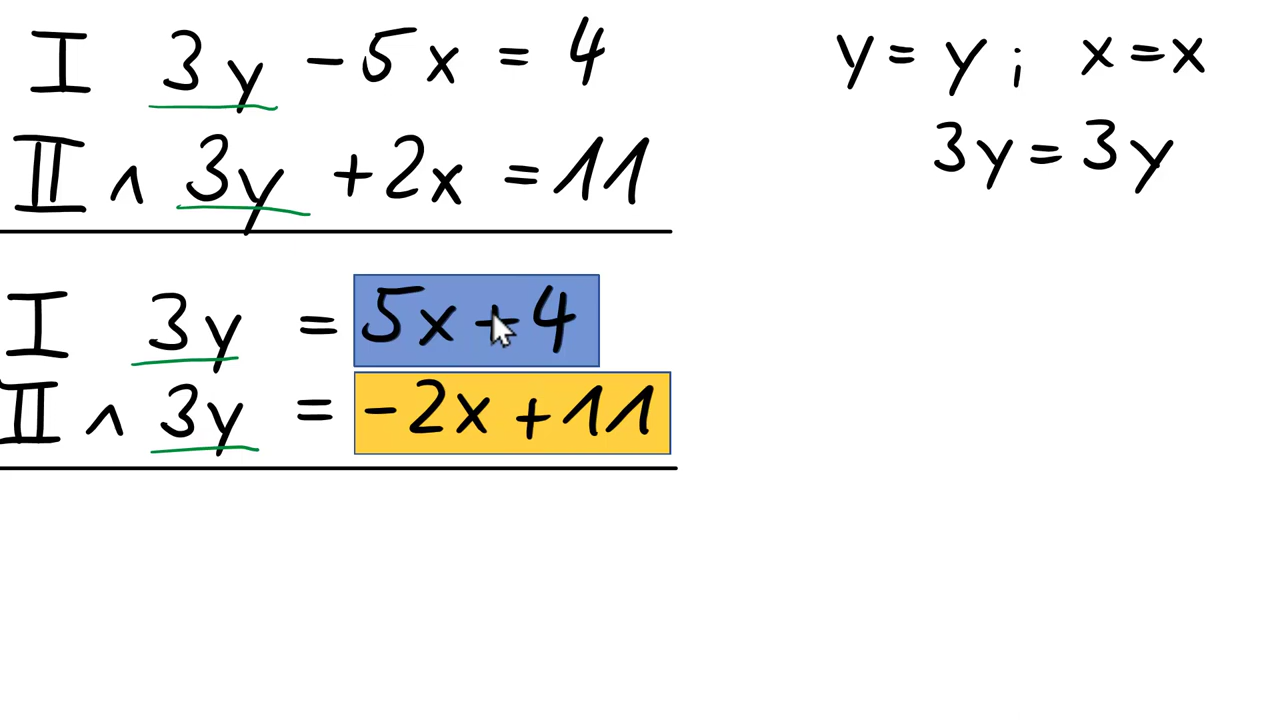 I 3y - 5x = 4
II ∧ 3y + 2x = 11
I 3y = 5x + 4
II ∧ 3y = -2x + 11
y = y ; x = x
3y = 3y